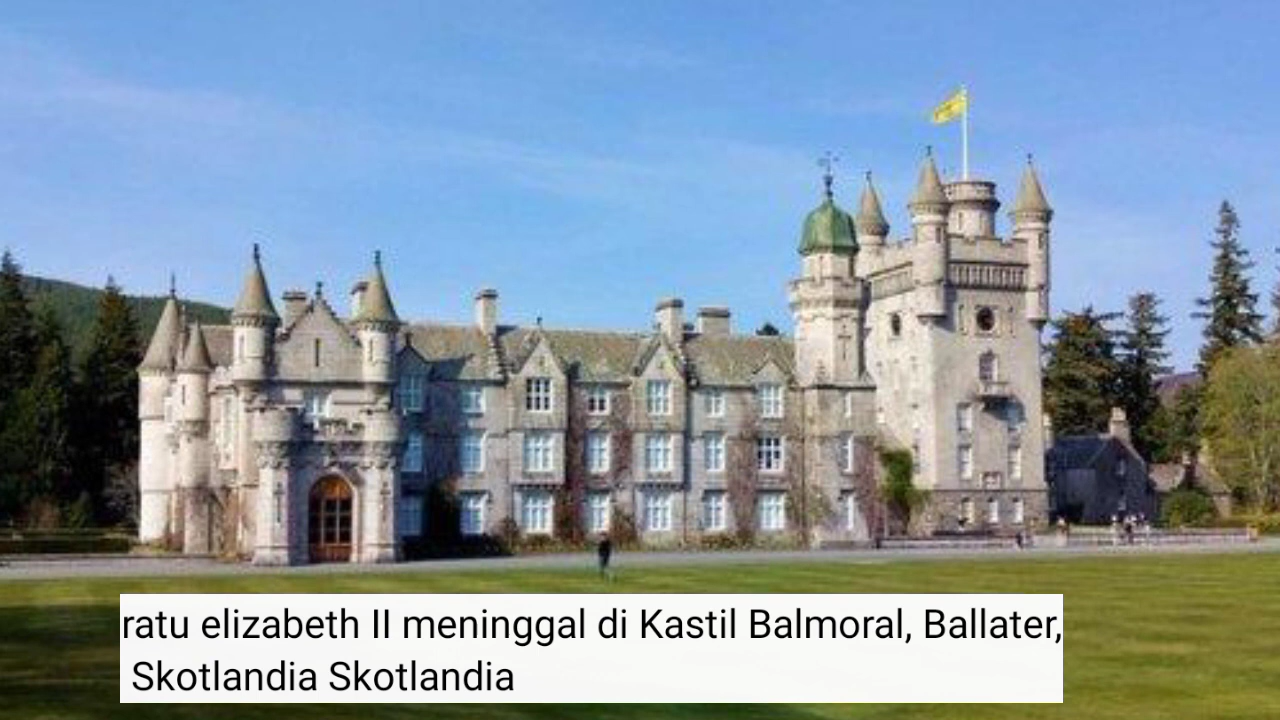 ratu elizabeth II meninggal di Kastil Balmoral, Ballater,
Skotlandia Skotlandia